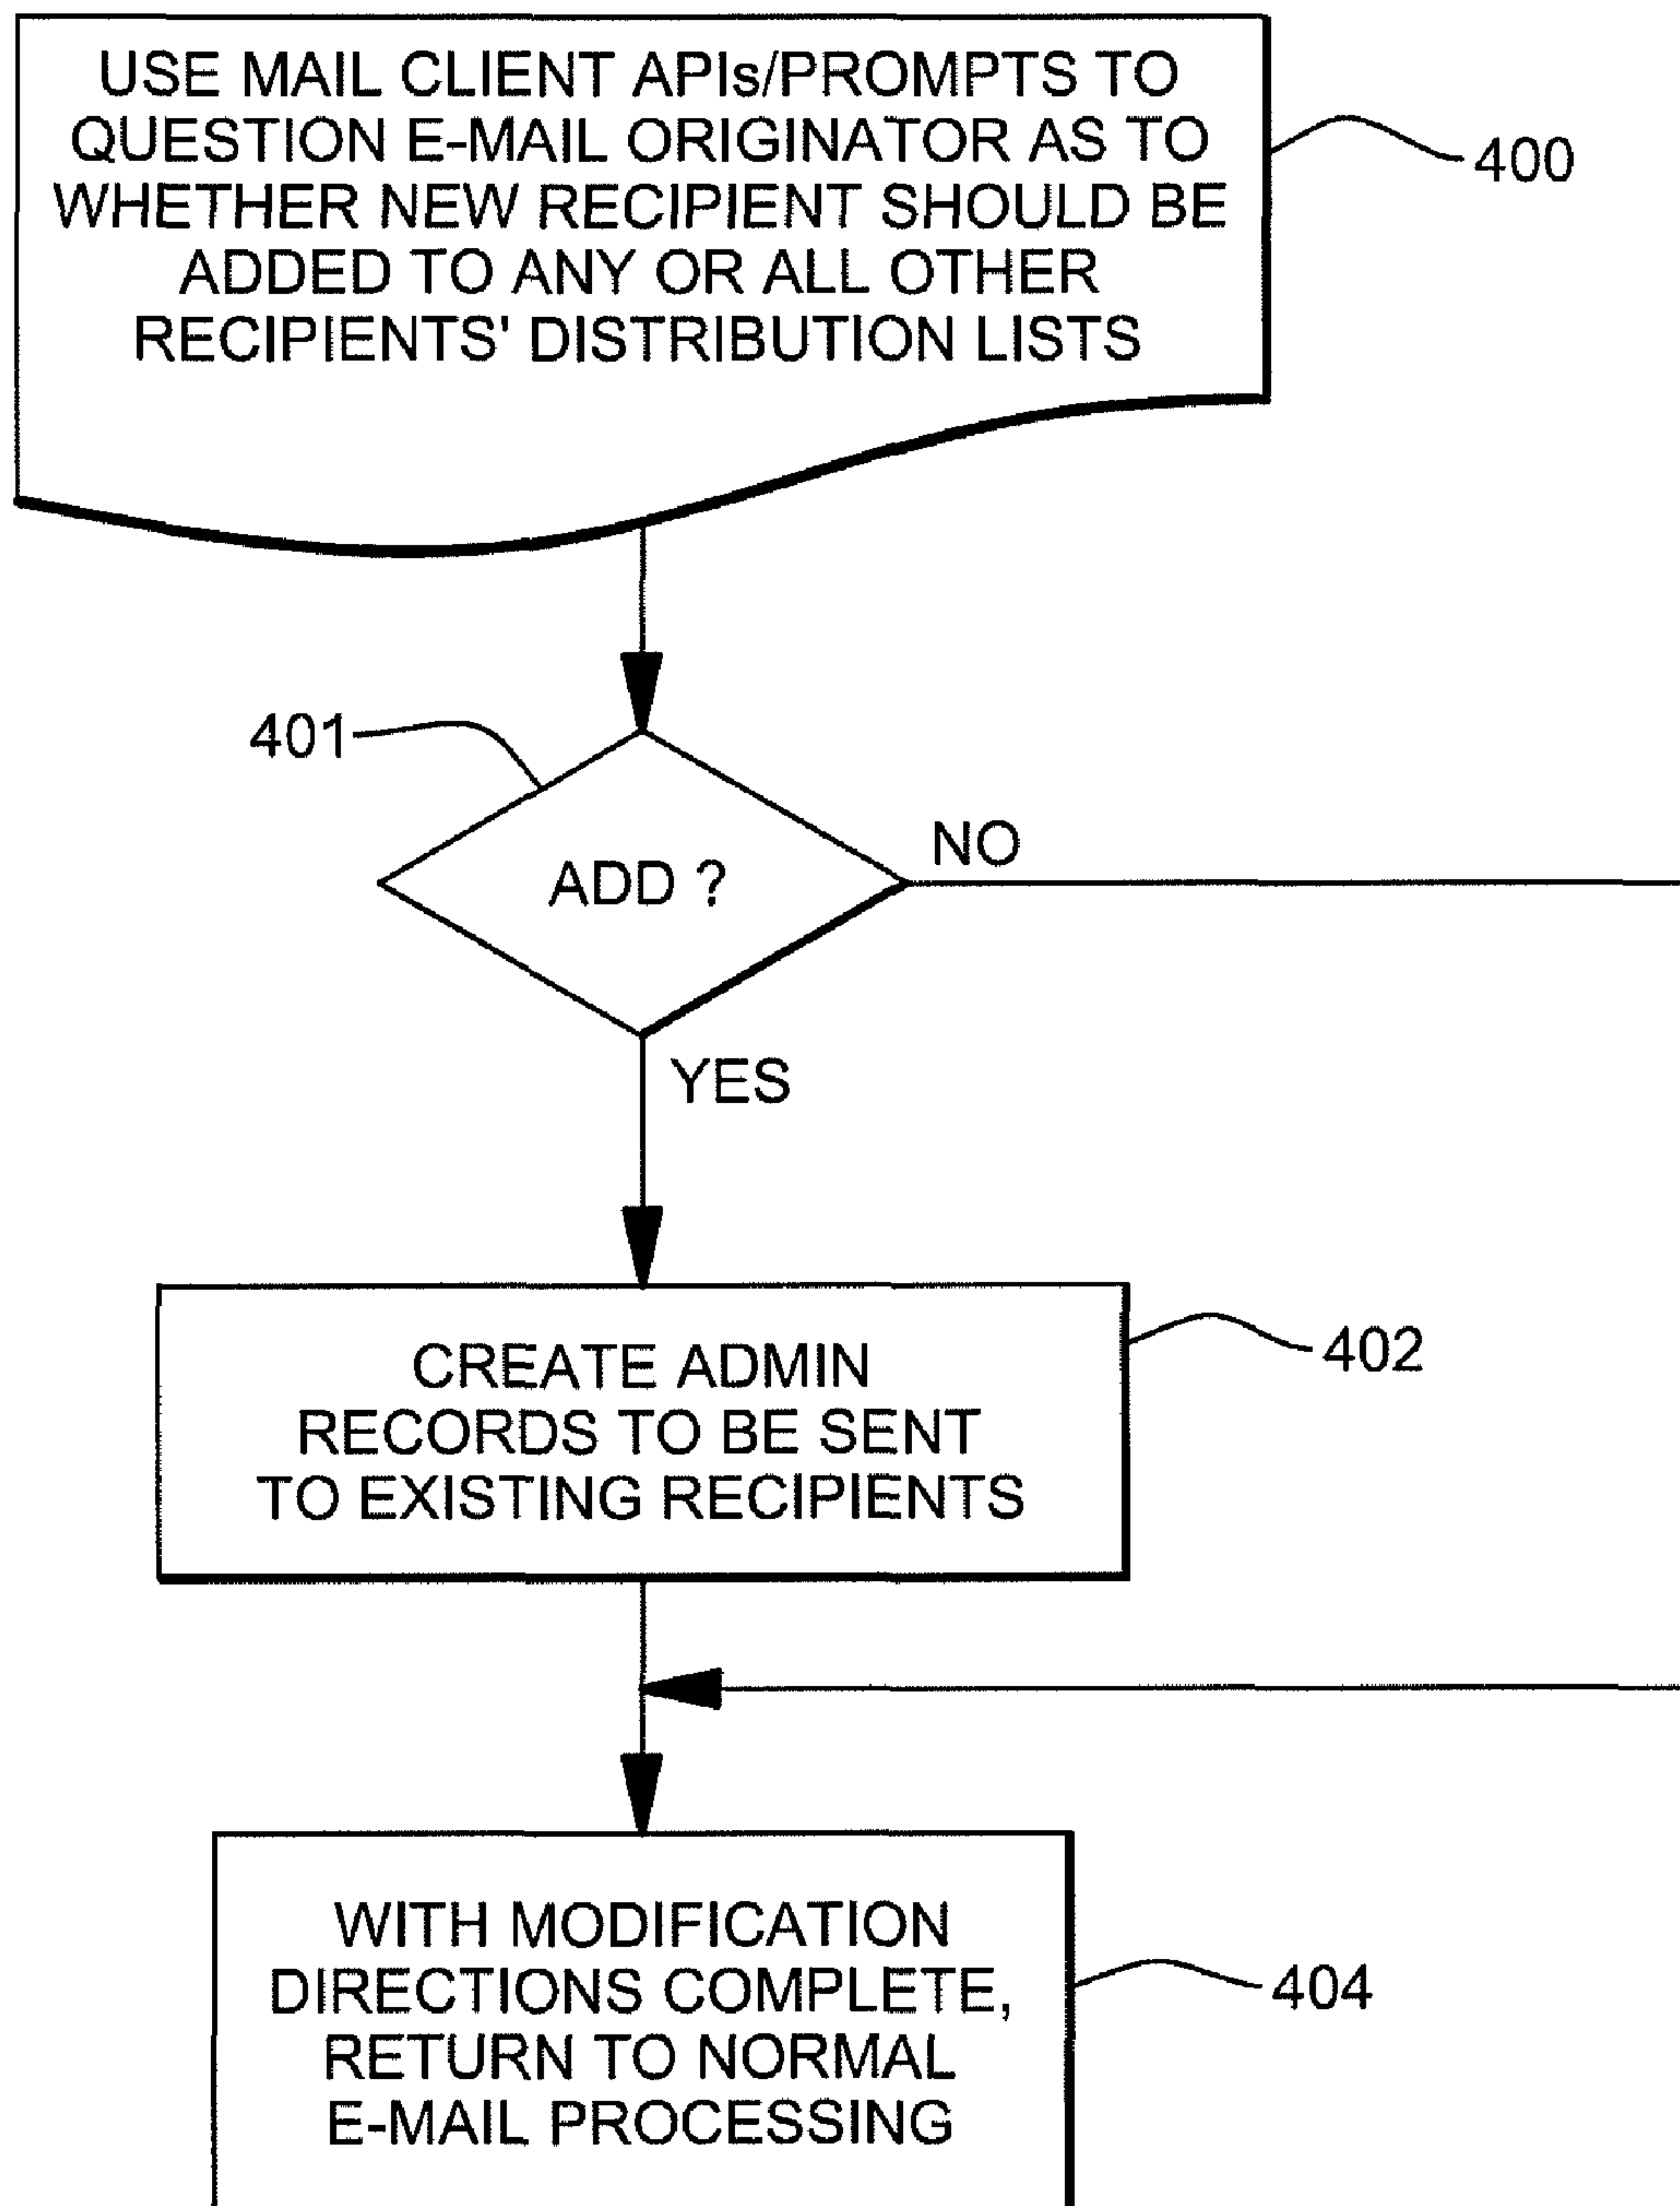 USE MAIL CLIENT APIs/PROMPTS TO
QUESTION E-MAIL ORIGINATOR AS TO
WHETHER NEW RECIPIENT SHOULD BE
ADDED TO ANY OR ALL OTHER
RECIPIENTS' DISTRIBUTION LISTS
400
401
ADD ?
NO
YES
CREATE ADMIN
RECORDS TO BE SENT
TO EXISTING RECIPIENTS
402
WITH MODIFICATION
DIRECTIONS COMPLETE,
RETURN TO NORMAL
E-MAIL PROCESSING
404